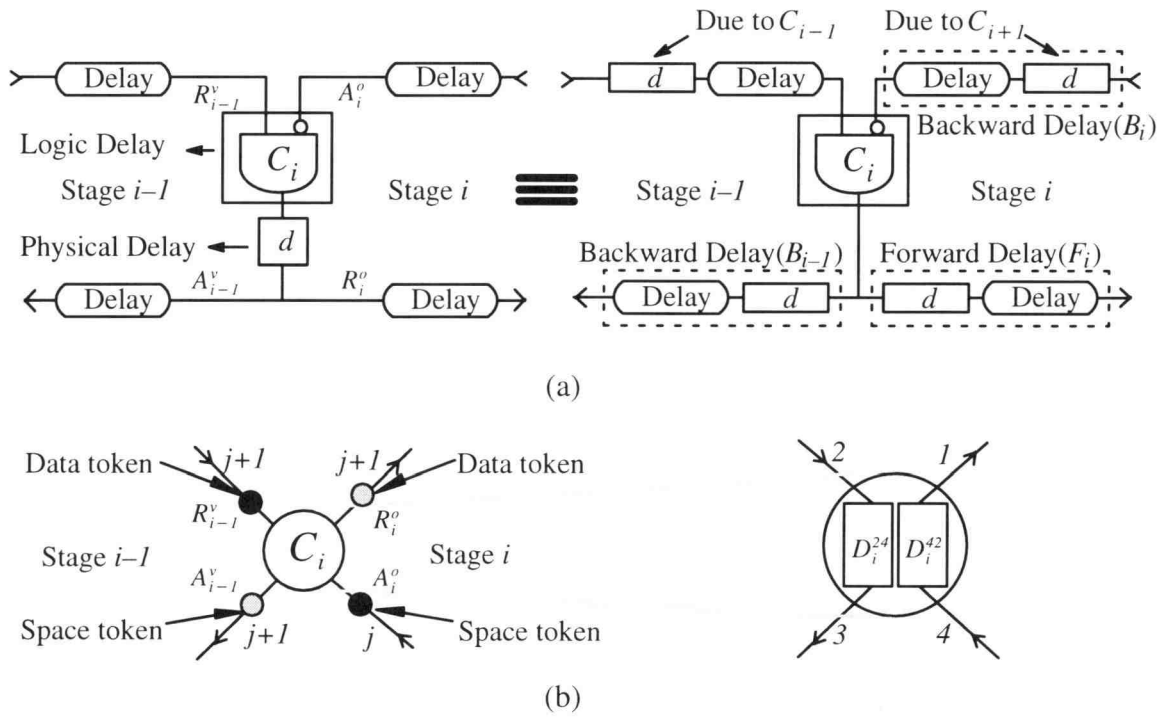 Due to C_{i-1} Due to C_{i+1}
Delay Delay d Delay Delay d
R^v_{i-1} A^o_i
Backward Delay(B_i)
Logic Delay C_i C_i
Stage i-1 Stage i Stage i-1 Stage i
Physical Delay d Backward Delay(B_{i-1}) Forward Delay(F_i)
A^v_{i-1} R^o_i
Delay Delay Delay d d Delay
(a)
Data token j+1 j+1 Data token 2 1
R^v_{i-1} R^o_i
Stage i-1 C_i Stage i D^{24}_i D^{42}_i
A^v_{i-1} A^o_i
Space token j+1 j Space token 3 4
(b)